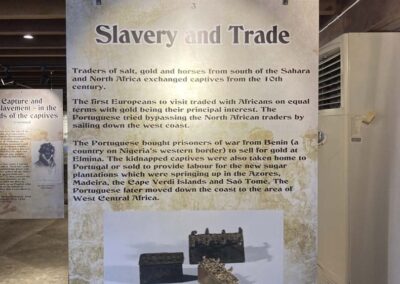 3
Slavery and Trade
Traders of salt, gold and horses from south of the Sahara
and North Africa exchanged captives from the 10th
century.
The first Europeans to visit traded with Africans on equal
terms with gold being their principal interest. The
Portuguese tried bypassing the North African traders by
sailing down the west coast.
The Portuguese bought prisoners of war from Benin (a
country on Nigeria's western border) to sell for gold at
Elmina. The kidnapped captives were also taken home to
Portugal or sold to provide labour for the new sugar
plantations which were springing up in the Azores,
Madeira, the Cape Verdi Islands and Sao Tomé. The
Portuguese later moved down the coast to the area of
West Central Africa.
Capture and
lavement - in the
ds of the captives